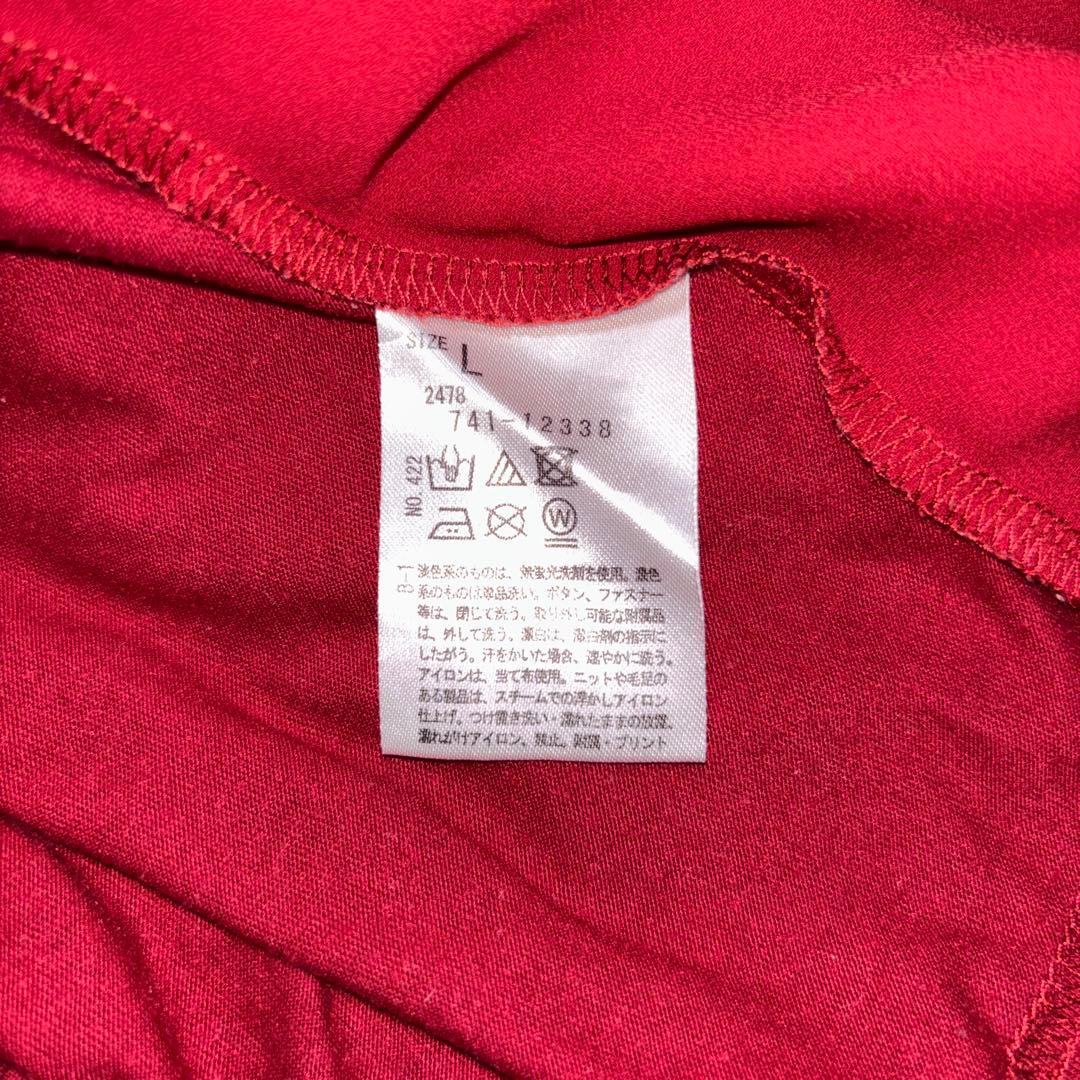 SIZE L
2478
741-12338
NO.422
W
B-1
淡色系のものは、無蛍光洗剤を使用。濃色
系のものは単品洗い。ボタン、ファスナー
等は、閉じて洗う。取り外し可能な附属品
は、外して洗う。漂白は、漂白剤の指示に
したがう。汗をかいた場合、速やかに洗う。
アイロンは、当て布使用。ニットや毛足の
ある製品は、スチームでの浮かしアイロン
仕上げ。つけ置き洗い・濡れたままの放置、
濡れがけアイロン、禁止。附属・プリント